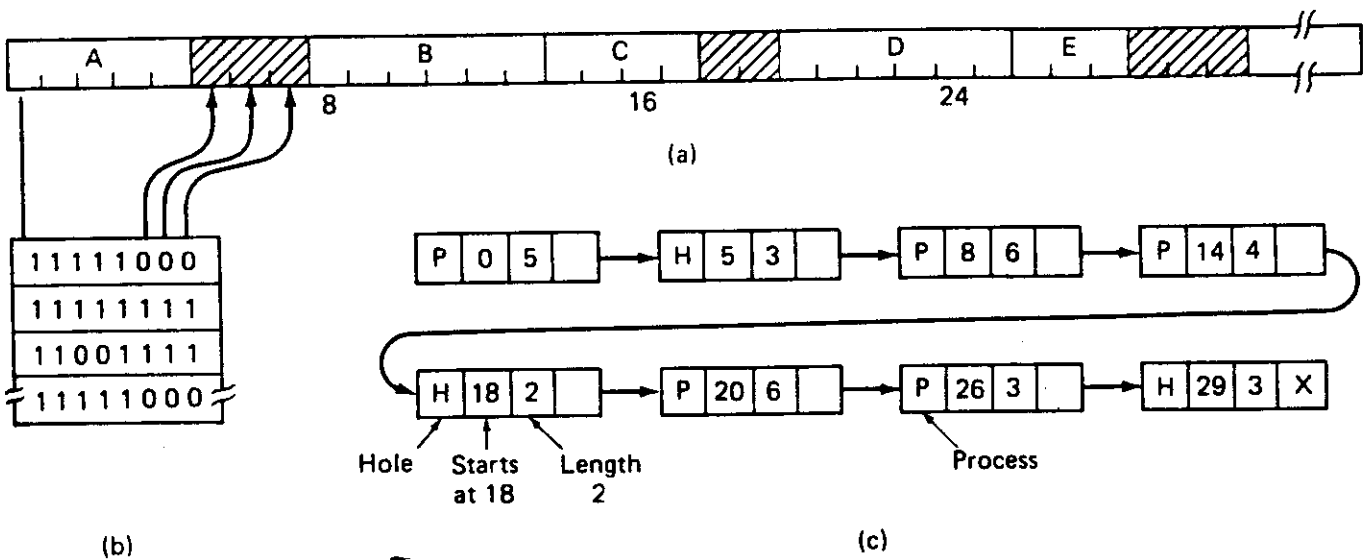 A B C D E
8 16 24
(a)
11111000
11111111
11001111
11111000
(b)
P 0 5 H 5 3 P 8 6 P 14 4
H 18 2 P 20 6 P 26 3 H 29 3 X
Hole Starts at 18 Length 2 Process
(c)